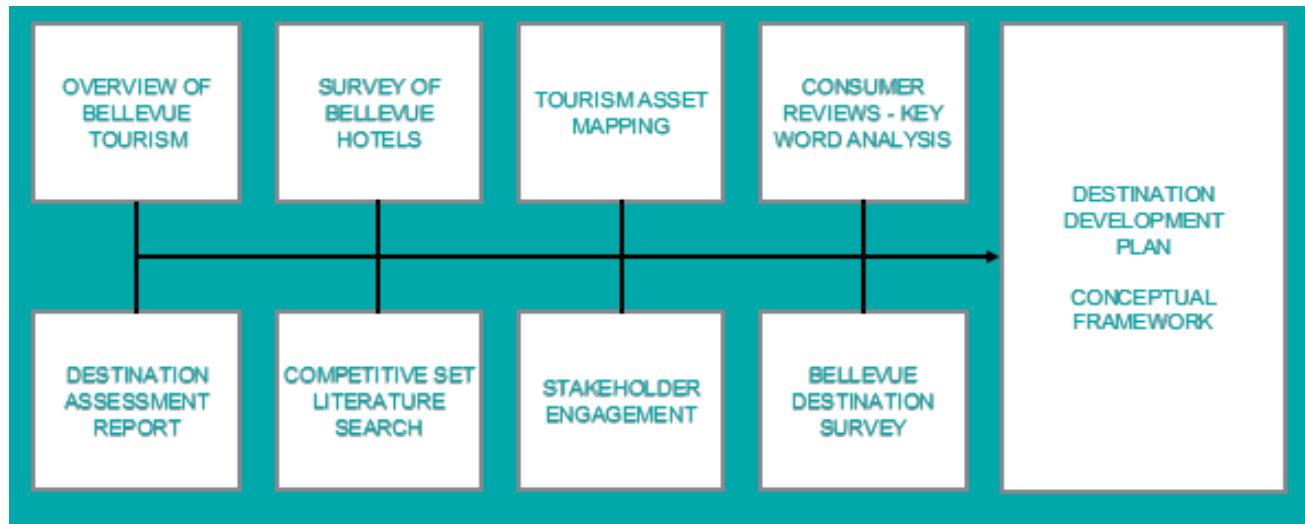 OVERVIEW OF
BELLEVUE
TOURISM
SURVEY OF
BELLEVUE
HOTELS
TOURISM ASSET
MAPPING
CONSUMER
REVIEWS - KEY
WORD ANALYSIS
DESTINATION
ASSESSMENT
REPORT
COMPETITIVE SET
LITERATURE
SEARCH
STAKEHOLDER
ENGAGEMENT
BELLEVUE
DESTINATION
SURVEY
DESTINATION
DEVELOPMENT
PLAN
CONCEPTUAL
FRAMEWORK